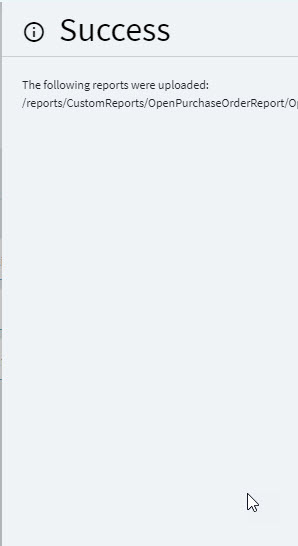 Success
The following reports were uploaded:
/reports/CustomReports/OpenPurchaseOrderReport/Op